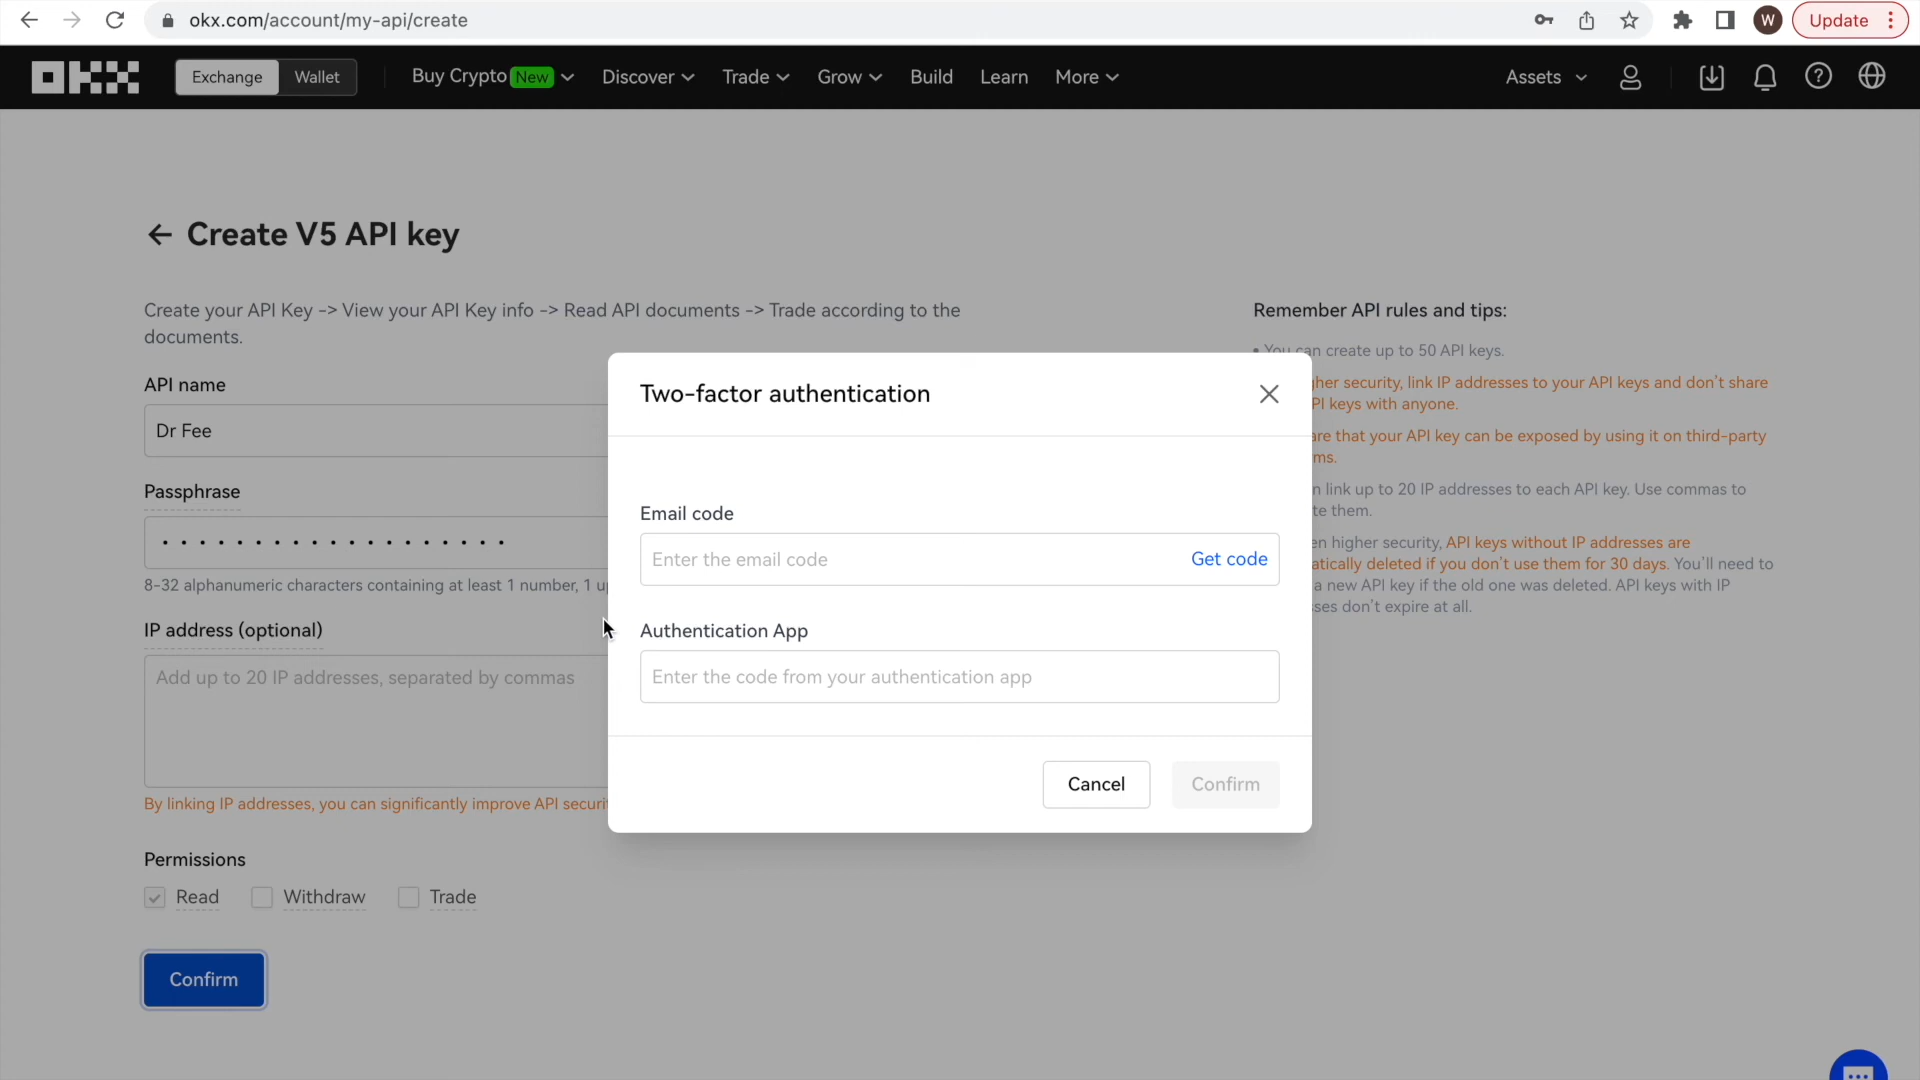 okx.com/account/my-api/create
W
Update
OKX
Exchange
Wallet
Buy Crypto New
Discover
Trade
Grow
Build
Learn
More
Assets
Create V5 API key
Create your API Key -> View your API Key info -> Read API documents -> Trade according to the
documents.
API name
Dr Fee
Passphrase
8-32 alphanumeric characters containing at least 1 number, 1
IP address (optional)
Add up to 20 IP addresses, separated by commas
By linking IP addresses, you can significantly improve API
Permissions
Read
Withdraw
Trade
Confirm
Two-factor authentication
Email code
Enter the email code
Get code
Authentication App
Enter the code from your authentication app
Cancel
Confirm
Remember API rules and tips:
• You can create up to 50 API keys.
security, link IP addresses to your API keys and don't share
keys with anyone.
that your API key can be exposed by using it on third-party
link up to 20 IP addresses to each API key. Use commas to
them.
higher security, API keys without IP addresses are
deleted if you don't use them for 30 days. You'll need to
a new API key if the old one was deleted. API keys with IP
don't expire at all.